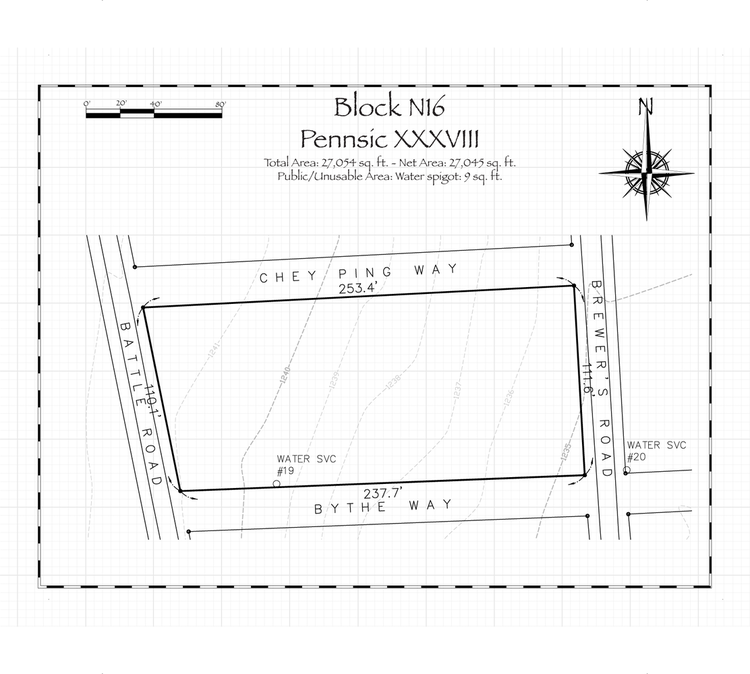 0' 20' 40' 80'
Block N16
N
Pennsic XXXVIII
Total Area: 27,054 sq. ft. - Net Area: 27,045 sq. ft.
Public/Unusable Area: Water spigot: 9 sq. ft.
CHEY PING WAY
253.4'
BREWER'S ROAD
111.6'
BATTLE ROAD
110.1'
1241
1240
1239
1238
1237
1236
1235
WATER SVC
#19
WATER SVC
#20
237.7'
BYTHE WAY